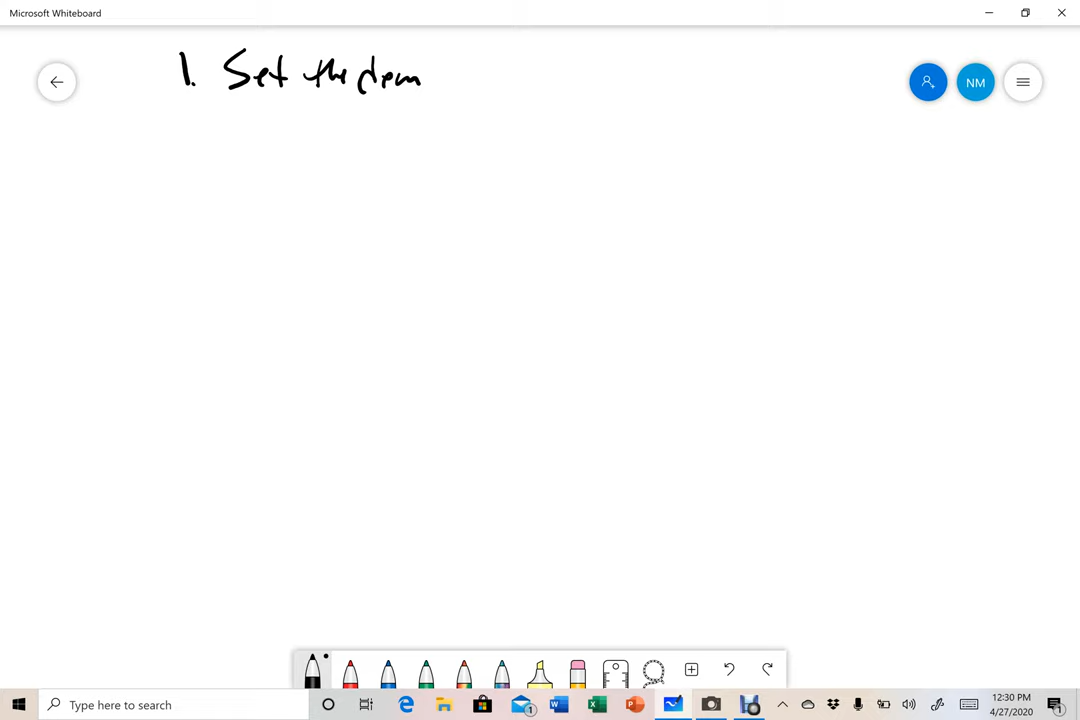 Microsoft Whiteboard
1. Set the dem
NM
Type here to search
12:30 PM
4/27/2020